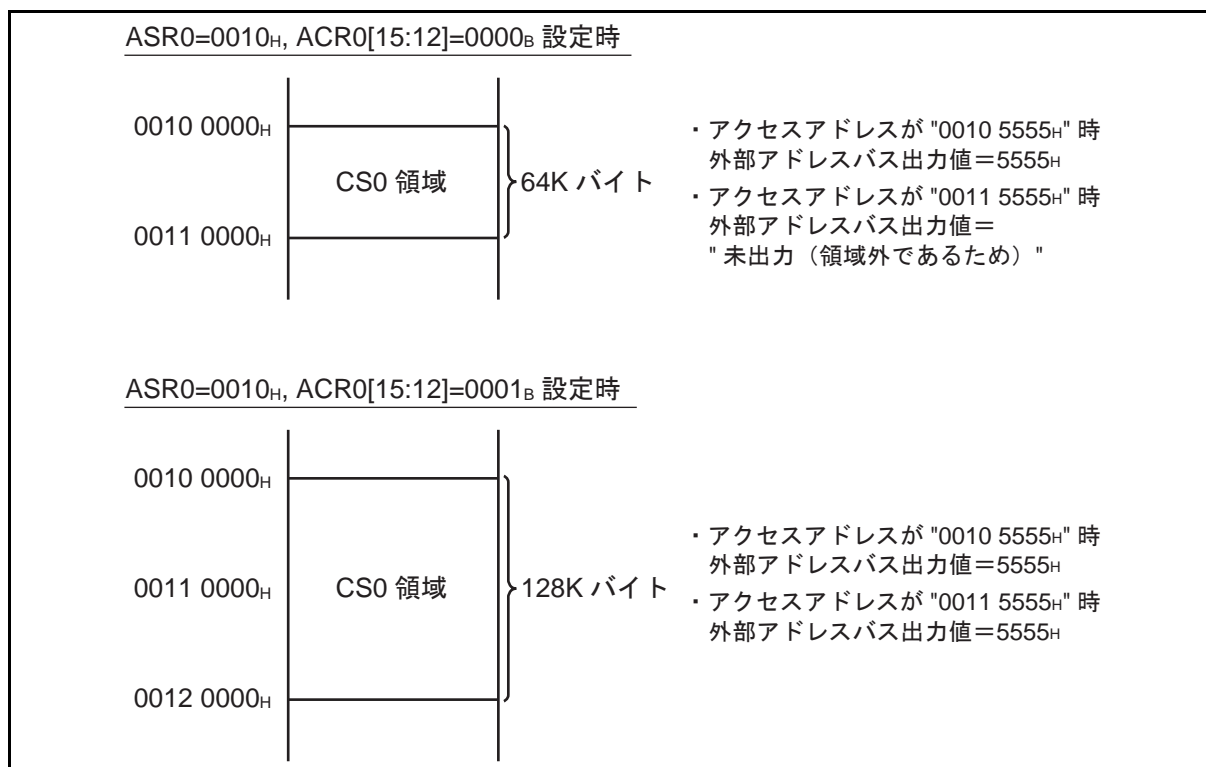 ASR0=0010H, ACR0[15:12]=0000B 設定時
0010 0000H
CS0 領域
64K バイト
0011 0000H
・アクセスアドレスが "0010 5555H" 時
外部アドレスバス出力値＝5555H
・アクセスアドレスが "0011 5555H" 時
外部アドレスバス出力値＝
" 未出力（領域外であるため）"
ASR0=0010H, ACR0[15:12]=0001B 設定時
0010 0000H
0011 0000H
CS0 領域
128K バイト
0012 0000H
・アクセスアドレスが "0010 5555H" 時
外部アドレスバス出力値＝5555H
・アクセスアドレスが "0011 5555H" 時
外部アドレスバス出力値＝5555H